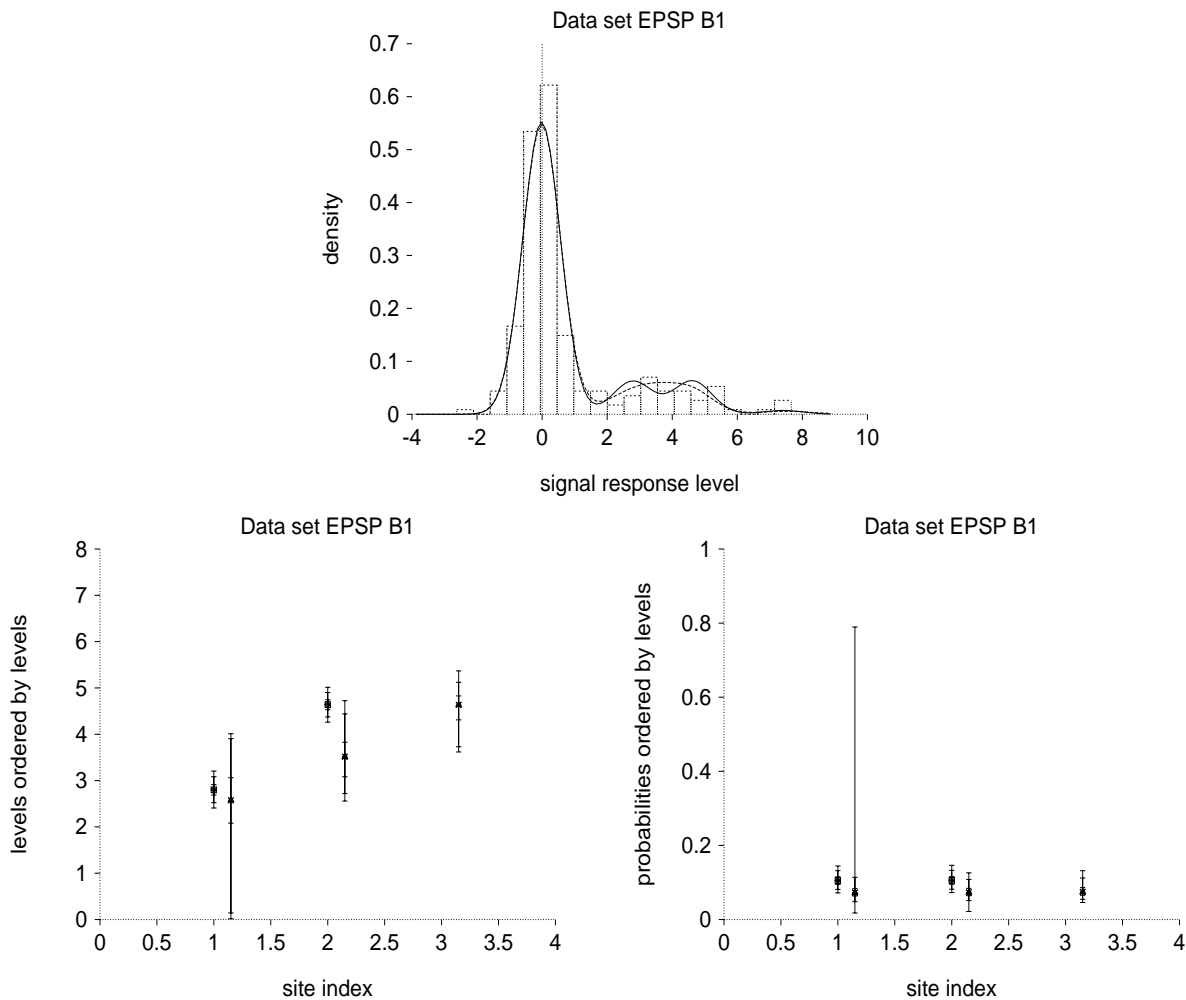 Data set EPSP B1
0.7
0.6
0.5
0.4
0.3
0.2
0.1
0
density
-4 -2 0 2 4 6 8 10
signal response level
Data set EPSP B1
8
7
6
5
4
3
2
1
0
levels ordered by levels
0 0.5 1 1.5 2 2.5 3 3.5 4
site index
Data set EPSP B1
1
0.8
0.6
0.4
0.2
0
probabilities ordered by levels
0 0.5 1 1.5 2 2.5 3 3.5 4
site index